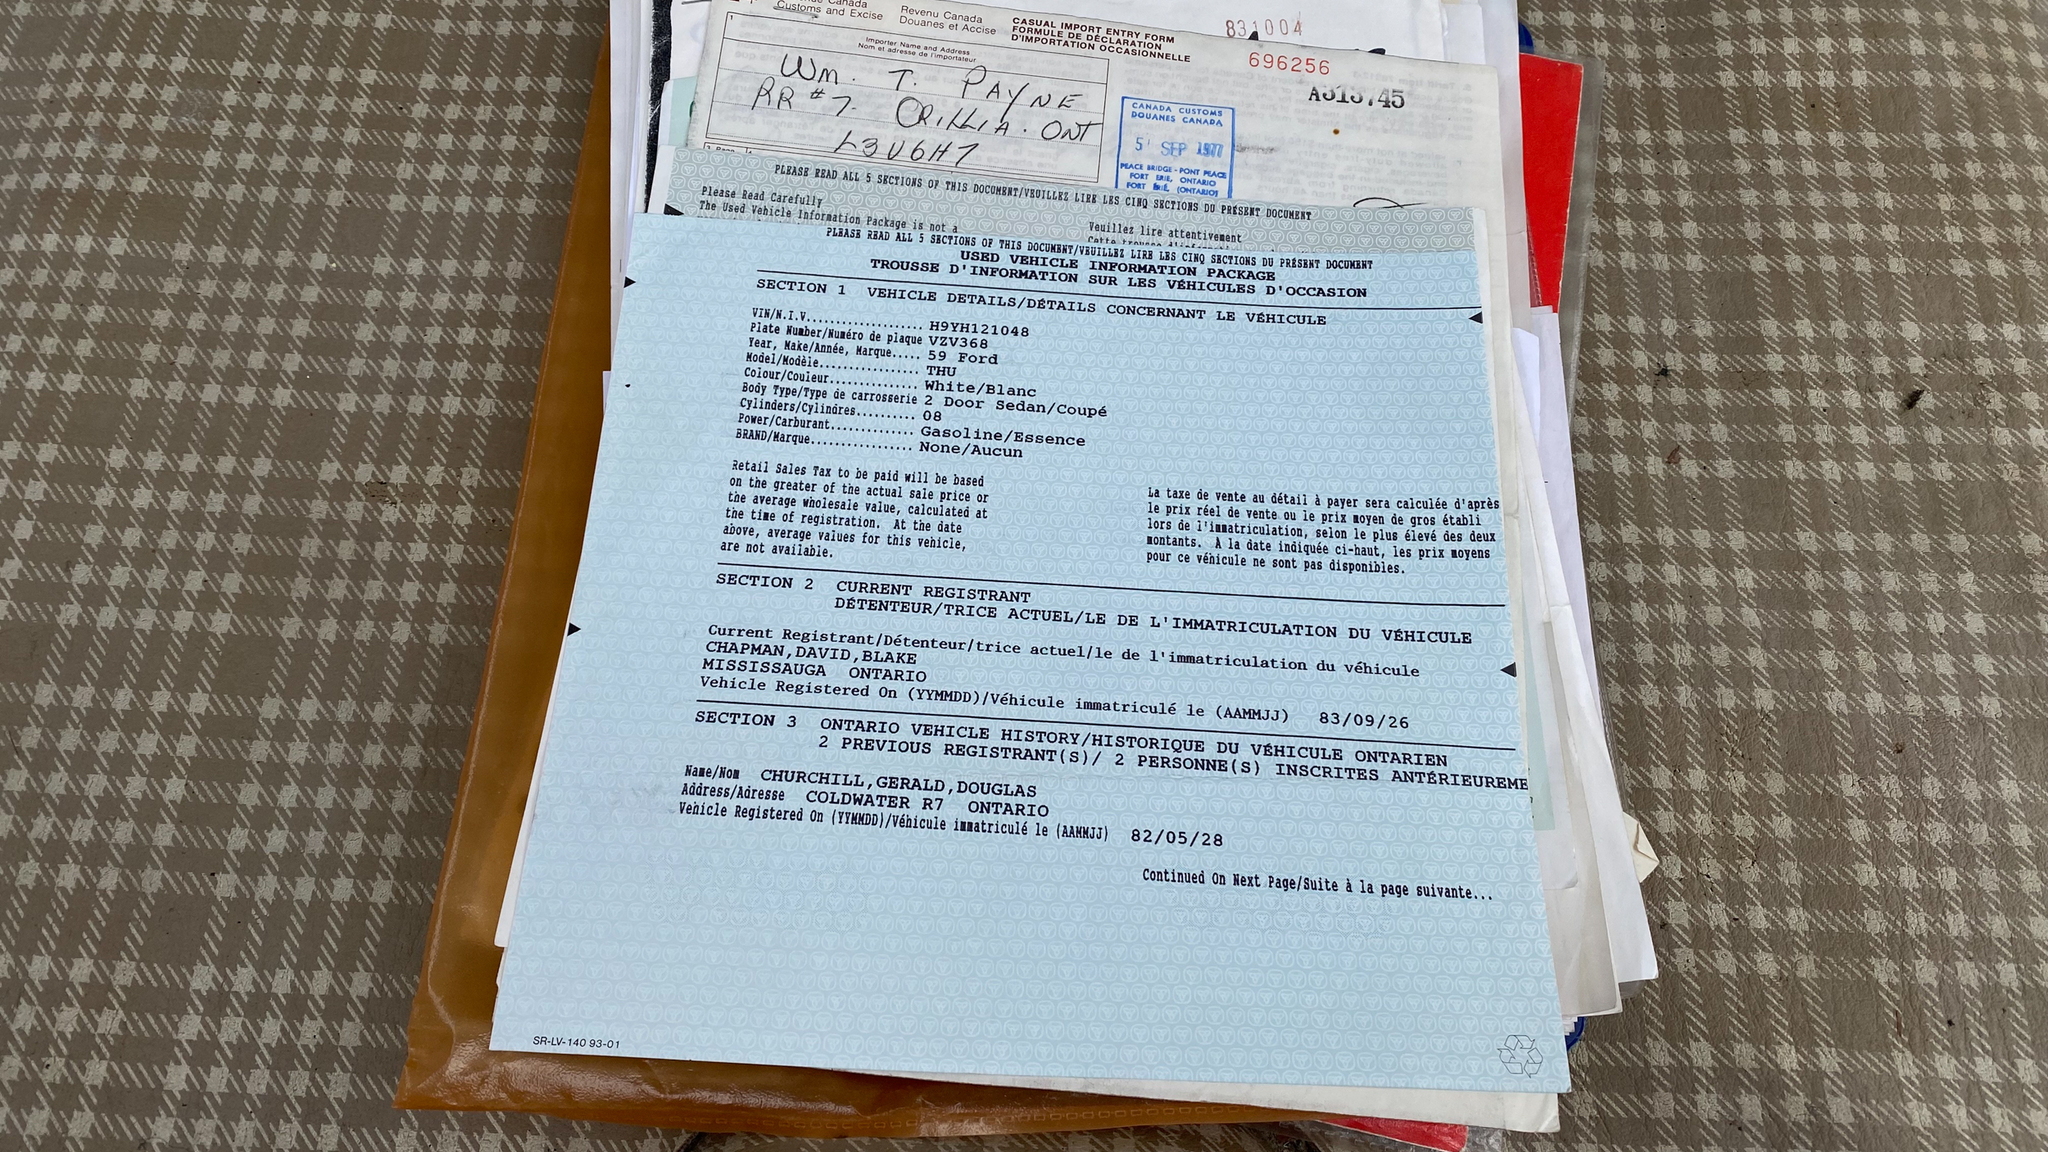 Customs and Excise
Revenu Canada
Douanes et Accise
CASUAL IMPORT ENTRY FORM
FORMULE DE DÉCLARATION
D'IMPORTATION OCCASIONNELLE
831004
696256
A313745
1
Importer Name and Address
Nom et adresse de l'importateur
Wm. T. PAYNE
RR #7. ORILLIA. ONT
L3V6H7
CANADA CUSTOMS
DOUANES CANADA
5 SEP 1977
PEACE BRIDGE - PONT PEACE
FORT ERIE, ONTARIO
FORT ÉRIÉ, (ONTARIO)
PLEASE READ ALL 5 SECTIONS OF THIS DOCUMENT/VEUILLEZ LIRE LES CINQ SECTIONS DU PRÉSENT DOCUMENT
Please Read Carefully
The Used Vehicle Information Package is not a
Veuillez lire attentivement
PLEASE READ ALL 5 SECTIONS OF THIS DOCUMENT/VEUILLEZ LIRE LES CINQ SECTIONS DU PRÉSENT DOCUMENT
USED VEHICLE INFORMATION PACKAGE
TROUSSE D'INFORMATION SUR LES VÉHICULES D'OCCASION
SECTION 1 VEHICLE DETAILS/DÉTAILS CONCERNANT LE VÉHICULE
VIN/N.I.V.................... H9YH121048
Plate Number/Numéro de plaque VZV368
Year, Make/Année, Marque..... 59 Ford
Model/Modèle................. THU
Colour/Couleur............... White/Blanc
Body Type/Type de carrosserie 2 Door Sedan/Coupé
Cylinders/Cylindres.......... 08
Power/Carburant.............. Gasoline/Essence
BRAND/Marque................. None/Aucun
Retail Sales Tax to be paid will be based
on the greater of the actual sale price or
the average wholesale value, calculated at
the time of registration. At the date
above, average values for this vehicle,
are not available.
La taxe de vente au détail à payer sera calculée d'après
le prix réel de vente ou le prix moyen de gros établi
lors de l'immatriculation, selon le plus élevé des deux
montants. À la date indiquée ci-haut, les prix moyens
pour ce véhicule ne sont pas disponibles.
SECTION 2 CURRENT REGISTRANT
DÉTENTEUR/TRICE ACTUEL/LE DE L'IMMATRICULATION DU VÉHICULE
Current Registrant/Détenteur/trice actuel/le de l'immatriculation du véhicule
CHAPMAN,DAVID,BLAKE
MISSISSAUGA ONTARIO
Vehicle Registered On (YYMMDD)/Véhicule immatriculé le (AAMMJJ) 83/09/26
SECTION 3 ONTARIO VEHICLE HISTORY/HISTORIQUE DU VÉHICULE ONTARIEN
2 PREVIOUS REGISTRANT(S)/ 2 PERSONNE(S) INSCRITES ANTÉRIEUREME
Name/Nom CHURCHILL,GERALD,DOUGLAS
Address/Adresse COLDWATER R7 ONTARIO
Vehicle Registered On (YYMMDD)/Véhicule immatriculé le (AAMMJJ) 82/05/28
Continued On Next Page/Suite à la page suivante...
SR-LV-140 93-01